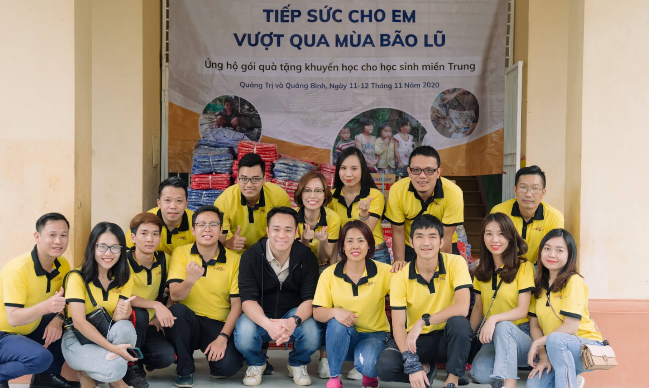 TIẾP SỨC CHO EM
VƯỢT QUA MÙA BÃO LŨ
Ủng hộ gói quà tặng khuyến học cho học sinh miền Trung
Quảng Trị và Quảng Bình, Ngày 11-12 Tháng 11 Năm 2020